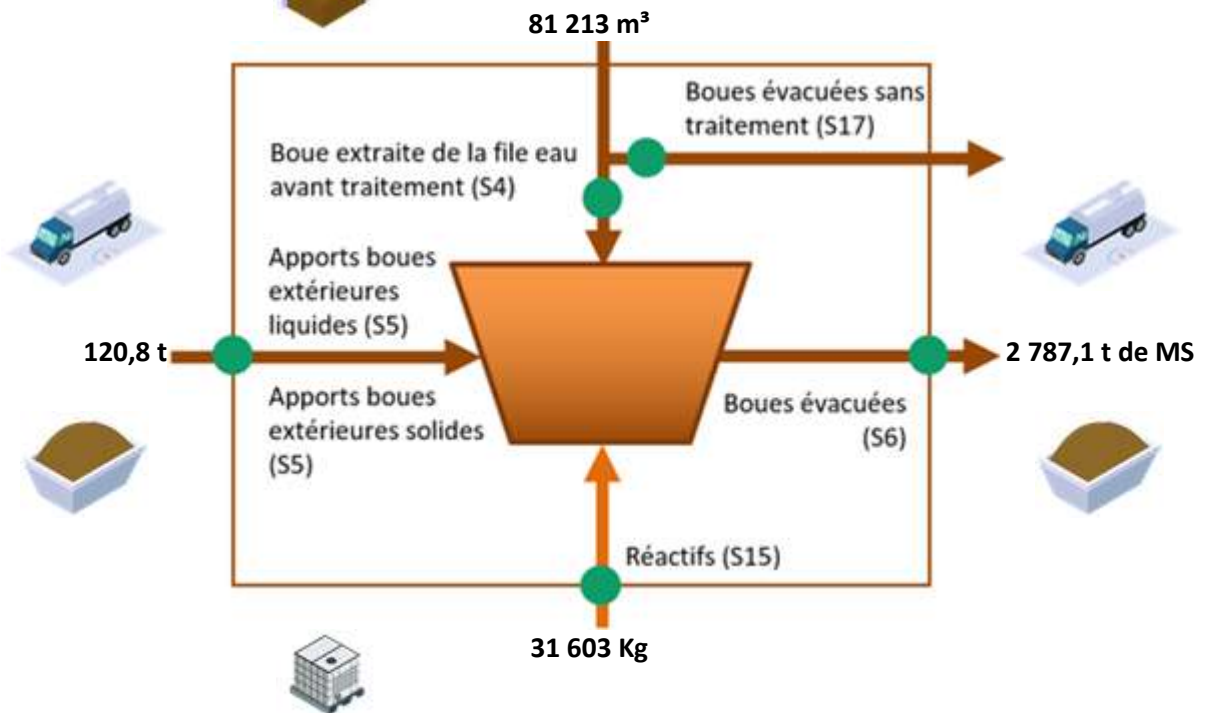 81 213 m³
Boues évacuées sans
traitement (S17)
Boue extraite de la file eau
avant traitement (S4)
Apports boues
extérieures
liquides (S5)
120,8 t
2 787,1 t de MS
Apports boues
extérieures solides
(S5)
Boues évacuées
(S6)
Réactifs (S15)
31 603 Kg